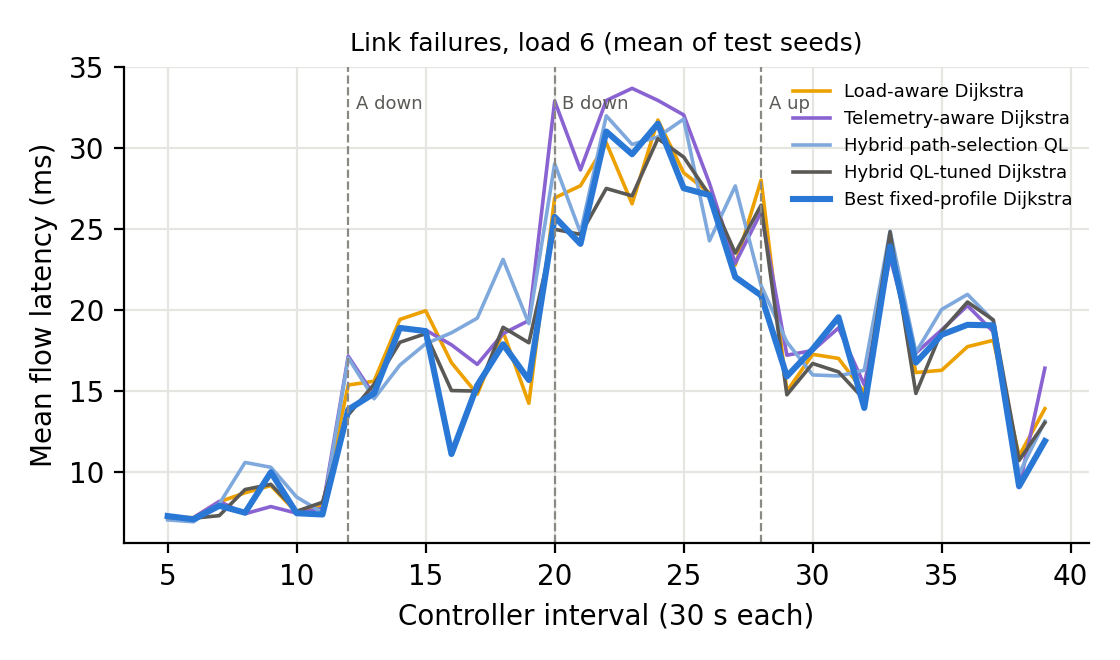 Link failures, load 6 (mean of test seeds)
Mean flow latency (ms)
35
30
25
20
15
10
A down
B down
A up
Load-aware Dijkstra
Telemetry-aware Dijkstra
Hybrid path-selection QL
Hybrid QL-tuned Dijkstra
Best fixed-profile Dijkstra
5 10 15 20 25 30 35 40
Controller interval (30 s each)